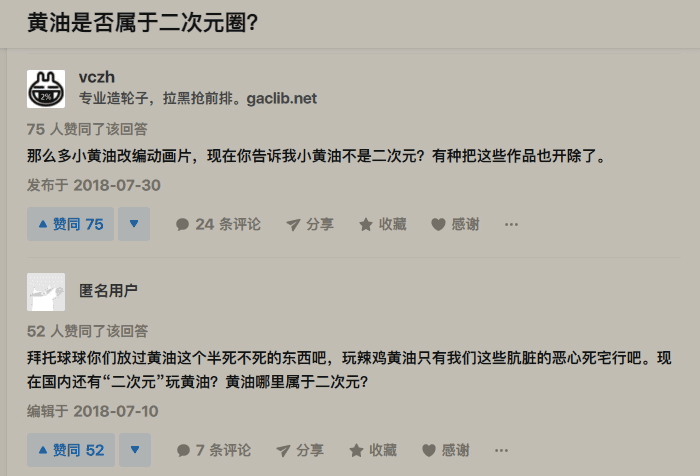 黄油是否属于二次元圈?
vczh
2%
专业造轮子，拉黑抢前排。gaclib.net
75 人赞同了该回答
那么多小黄油改编动画片，现在你告诉我小黄油不是二次元？有种把这些作品也开除了。
发布于 2018-07-30
赞同 75 24 条评论 分享 收藏 感谢 ···
匿名用户
52 人赞同了该回答
拜托球球你们放过黄油这个半死不死的东西吧，玩辣鸡黄油只有我们这些肮脏的恶心死宅行吧。现
在国内还有“二次元”玩黄油？黄油哪里属于二次元？
编辑于 2018-07-10
赞同 52 7 条评论 分享 收藏 感谢 ···